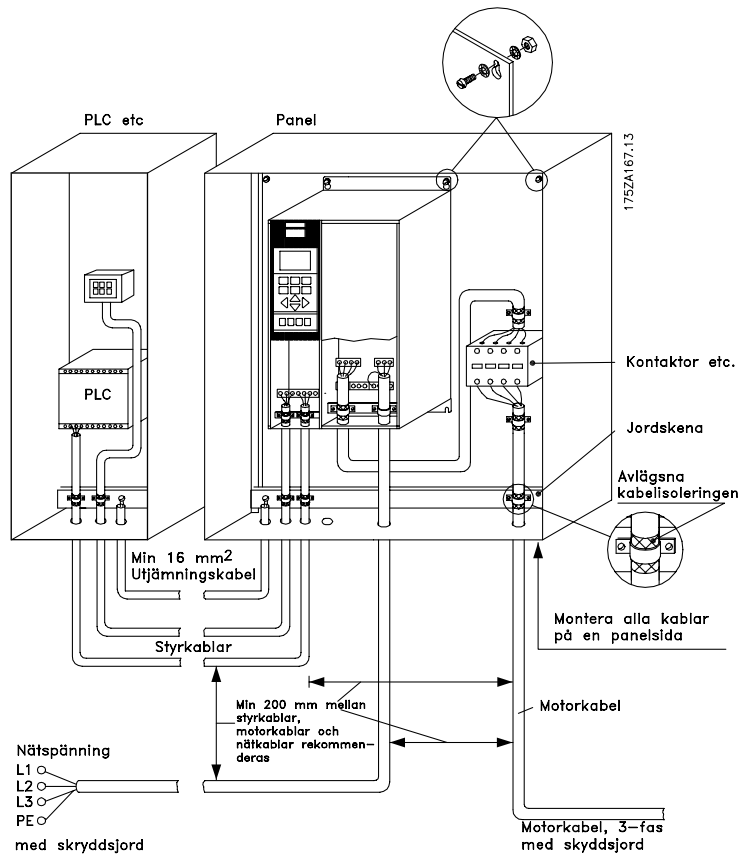 PLC etc
Panel
175ZA167.13
PLC
Kontaktor etc.
Jordskena
Avlägsna
kabelisoleringen
Min 16 mm2
Utjämningskabel
Styrkablar
Montera alla kablar
på en panelsida
Min 200 mm mellan
styrkablar,
motorkablar och
nätkablar rekommen-
deras
Motorkabel
Nätspänning
L1
L2
L3
PE
med skryddsjord
Motorkabel, 3-fas
med skyddsjord